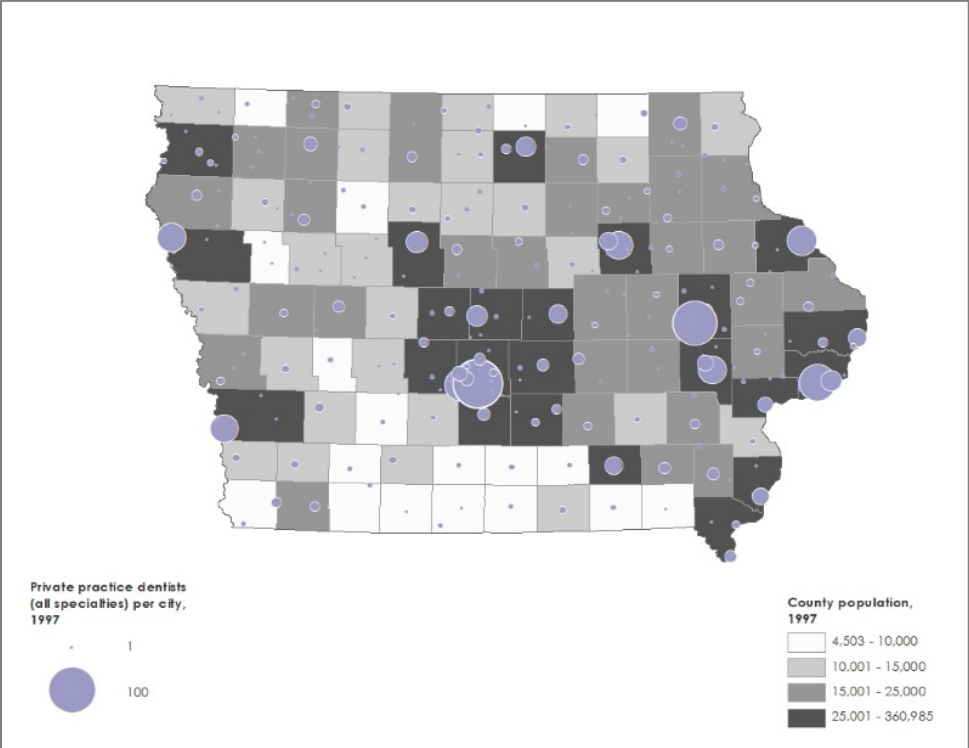 Private practice dentists
(all specialties) per city,
1997
1
100
County population,
1997
4,503 - 10,000
10,001 - 15,000
15,001 - 25,000
25,001 - 360,985